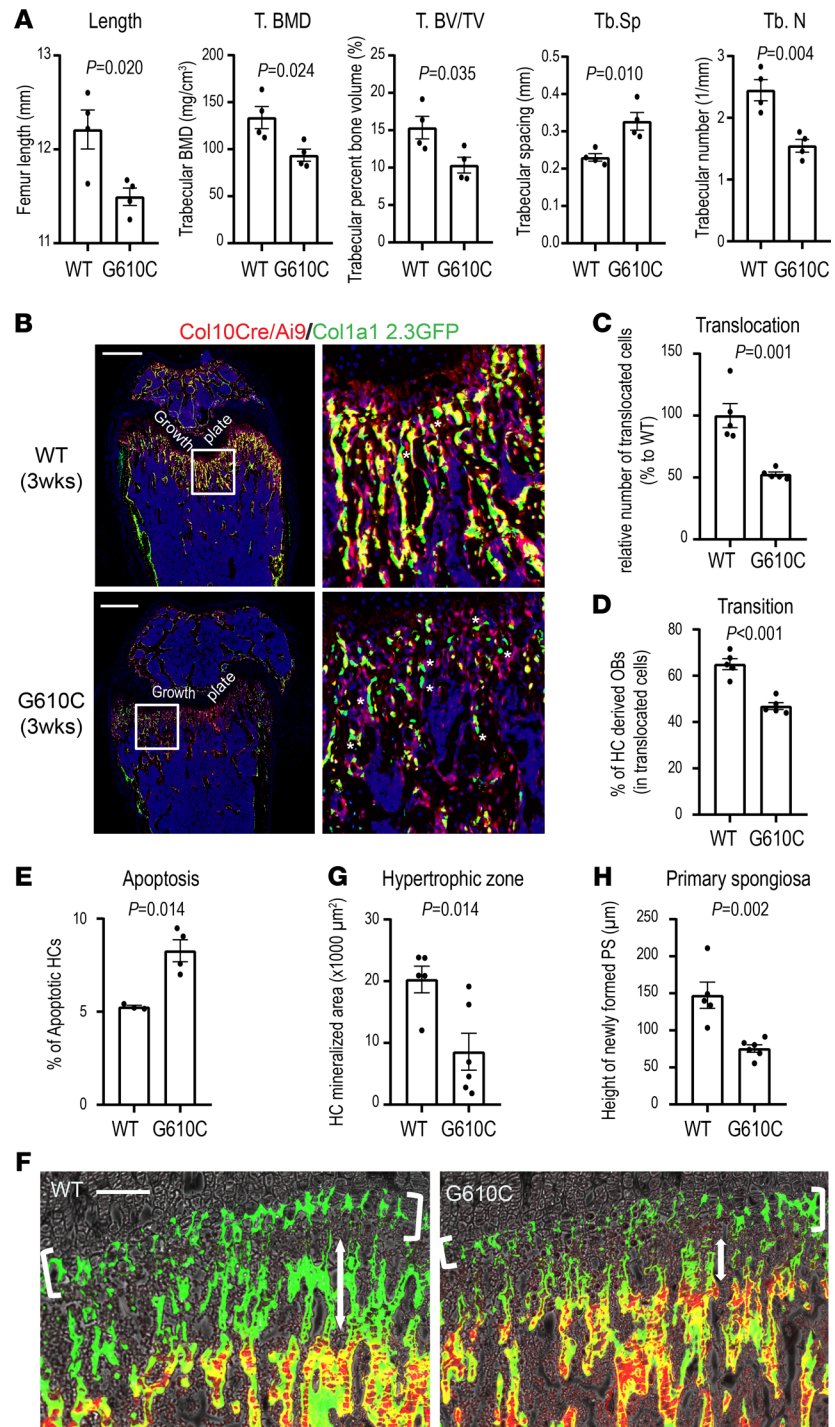 A
Length
Femur length (mm)
13
12
11
P=0.020
WT G610C
T. BMD
Trabecular BMD (mg/cm³)
200
150
100
50
0
P=0.024
WT G610C
T. BV/TV
Trabecular percent bone volume (%)
25
20
15
10
5
0
P=0.035
WT G610C
Tb.Sp
Trabecular spacing (mm)
0.5
0.4
0.3
0.2
0.1
0.0
P=0.010
WT G610C
Tb. N
Trabecular number (1/mm)
3
2
1
0
P=0.004
WT G610C
B
Col10Cre/Ai9/Col1a1 2.3GFP
WT
(3wks)
Growth plate
* *
G610C
(3wks)
Growth plate
* * * * * * *
C
Translocation
relative number of translocated cells
(% to WT)
150
100
50
0
P=0.001
WT G610C
D
Transition
% of HC derived OBs
(in translocated cells)
80
60
40
20
0
P<0.001
WT G610C
E
Apoptosis
% of Apoptotic HCs
10
5
0
P=0.014
WT G610C
G
Hypertrophic zone
HC mineralized area (x1000 µm²)
30
20
10
0
P=0.014
WT G610C
H
Primary spongiosa
Height of newly formed PS (µm)
250
200
150
100
50
0
P=0.002
WT G610C
F
WT
G610C